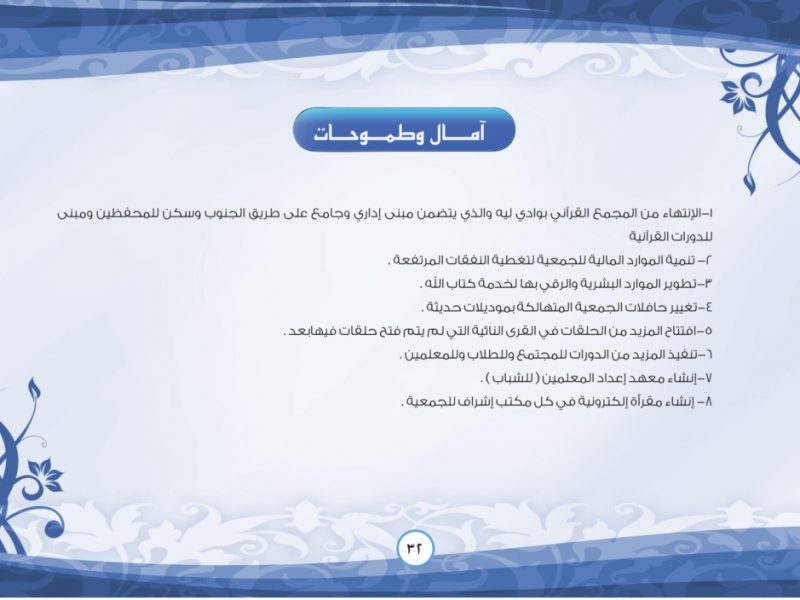 آمـــال وطمـــوحـــات
١-الإنتهاء من المجمع القرآني بوادي ليه والذي يتضمن مبنى إداري وجامع على طريق الجنوب وسكن للمحفظين ومبنى
للدورات القرآنية
٢- تنمية الموارد المالية للجمعية لتغطية النفقات المرتفعة .
٣-تطوير الموارد البشرية والرقي بها لخدمة كتاب الله .
٤-تغيير حافلات الجمعية المتهالكة بموديلات حديثة .
٥-افتتاح المزيد من الحلقات في القرى النائية التي لم يتم فتح حلقات فيهابعد .
٦-تنفيذ المزيد من الدورات للمجتمع وللطلاب وللمعلمين .
٧-إنشاء معهد إعداد المعلمين ( للشباب ) .
٨- إنشاء مقرأة إلكترونية في كل مكتب إشراف للجمعية .
٣٢